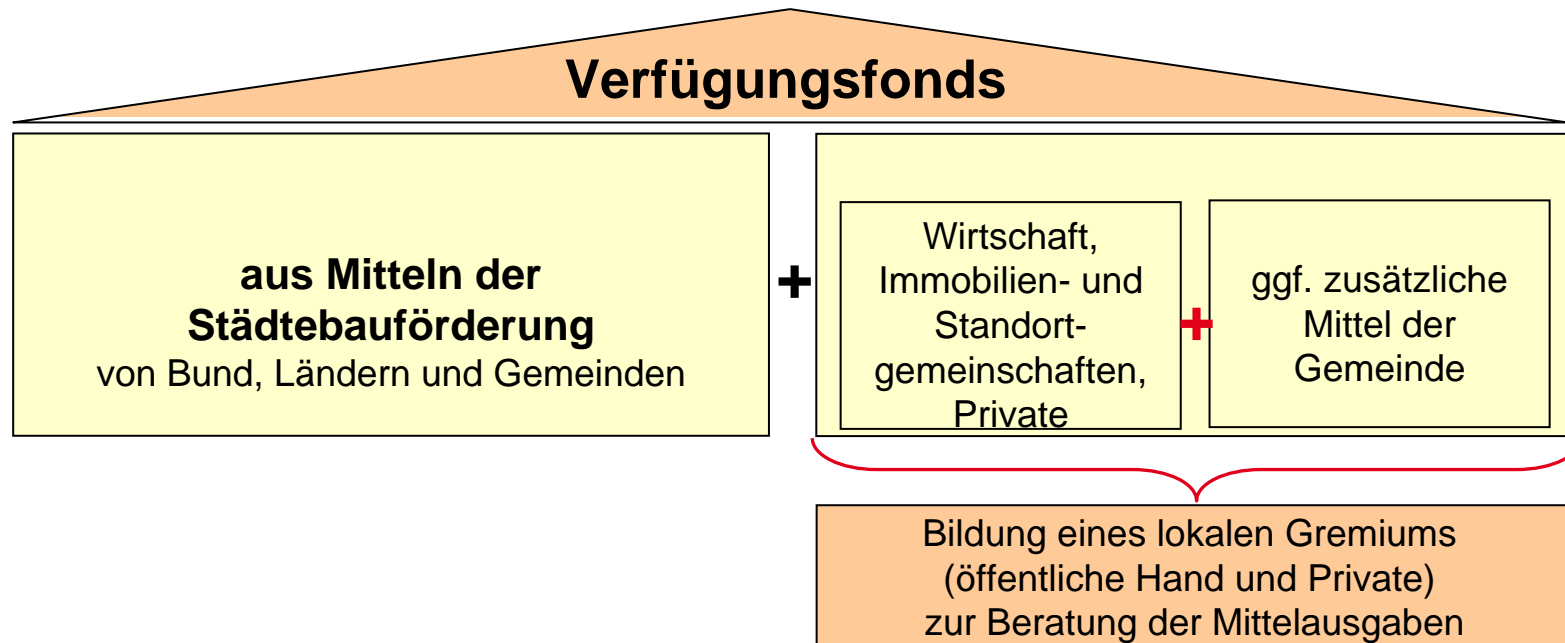 Verfügungsfonds
aus Mitteln der
Städtebauförderung
von Bund, Ländern und Gemeinden
+
Wirtschaft,
Immobilien- und
Standort-
gemeinschaften,
Private
+
ggf. zusätzliche
Mittel der
Gemeinde
Bildung eines lokalen Gremiums
(öffentliche Hand und Private)
zur Beratung der Mittelausgaben